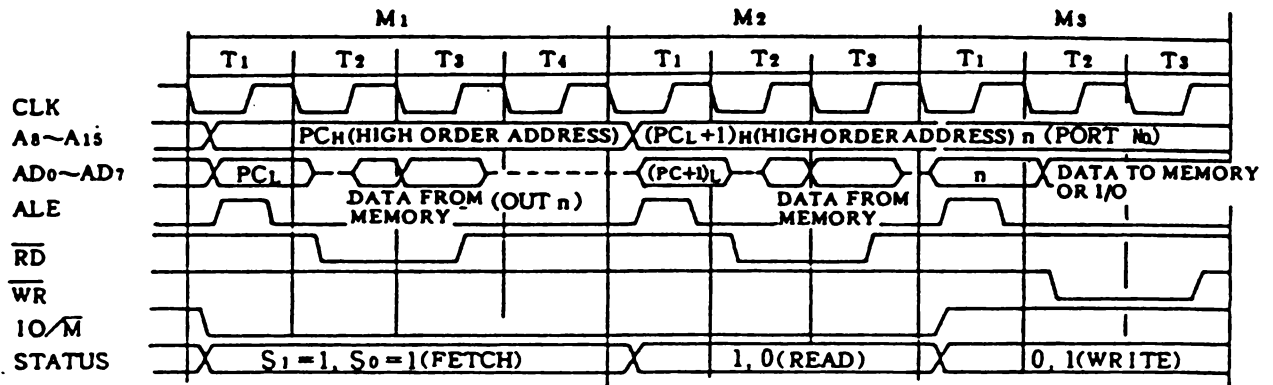 M1 M2 M3
T1 T2 T3 T4 T1 T2 T3 T1 T2 T3
CLK
A8~A15 PCH(HIGH ORDER ADDRESS) (PCL+1)H(HIGH ORDER ADDRESS) n (PORT No.)
AD0~AD7 PCL (PC+1)L n DATA TO MEMORY
OR I/O
ALE DATA FROM (OUT n) DATA FROM
MEMORY MEMORY
RD
WR
IO/M
STATUS S1=1, S0=1(FETCH) 1, 0(READ) 0, 1(WRITE)